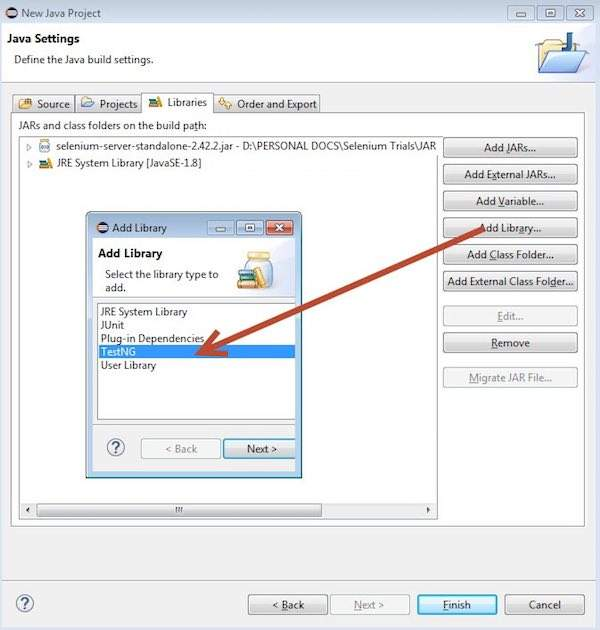 New Java Project
Java Settings
Define the Java build settings.
Source
Projects
Libraries
Order and Export
JARs and class folders on the build path:
selenium-server-standalone-2.42.2.jar - D:\PERSONAL DOCS\Selenium Trials\JAR
JRE System Library [JavaSE-1.8]
Add JARs...
Add External JARs...
Add Variable...
Add Library...
Add Class Folder...
Add External Class Folder...
Edit...
Remove
Migrate JAR File...
Add Library
Add Library
Select the library type to
add.
JRE System Library
JUnit
Plug-in Dependencies
TestNG
User Library
?
< Back
Next >
?
< Back
Next >
Finish
Cancel